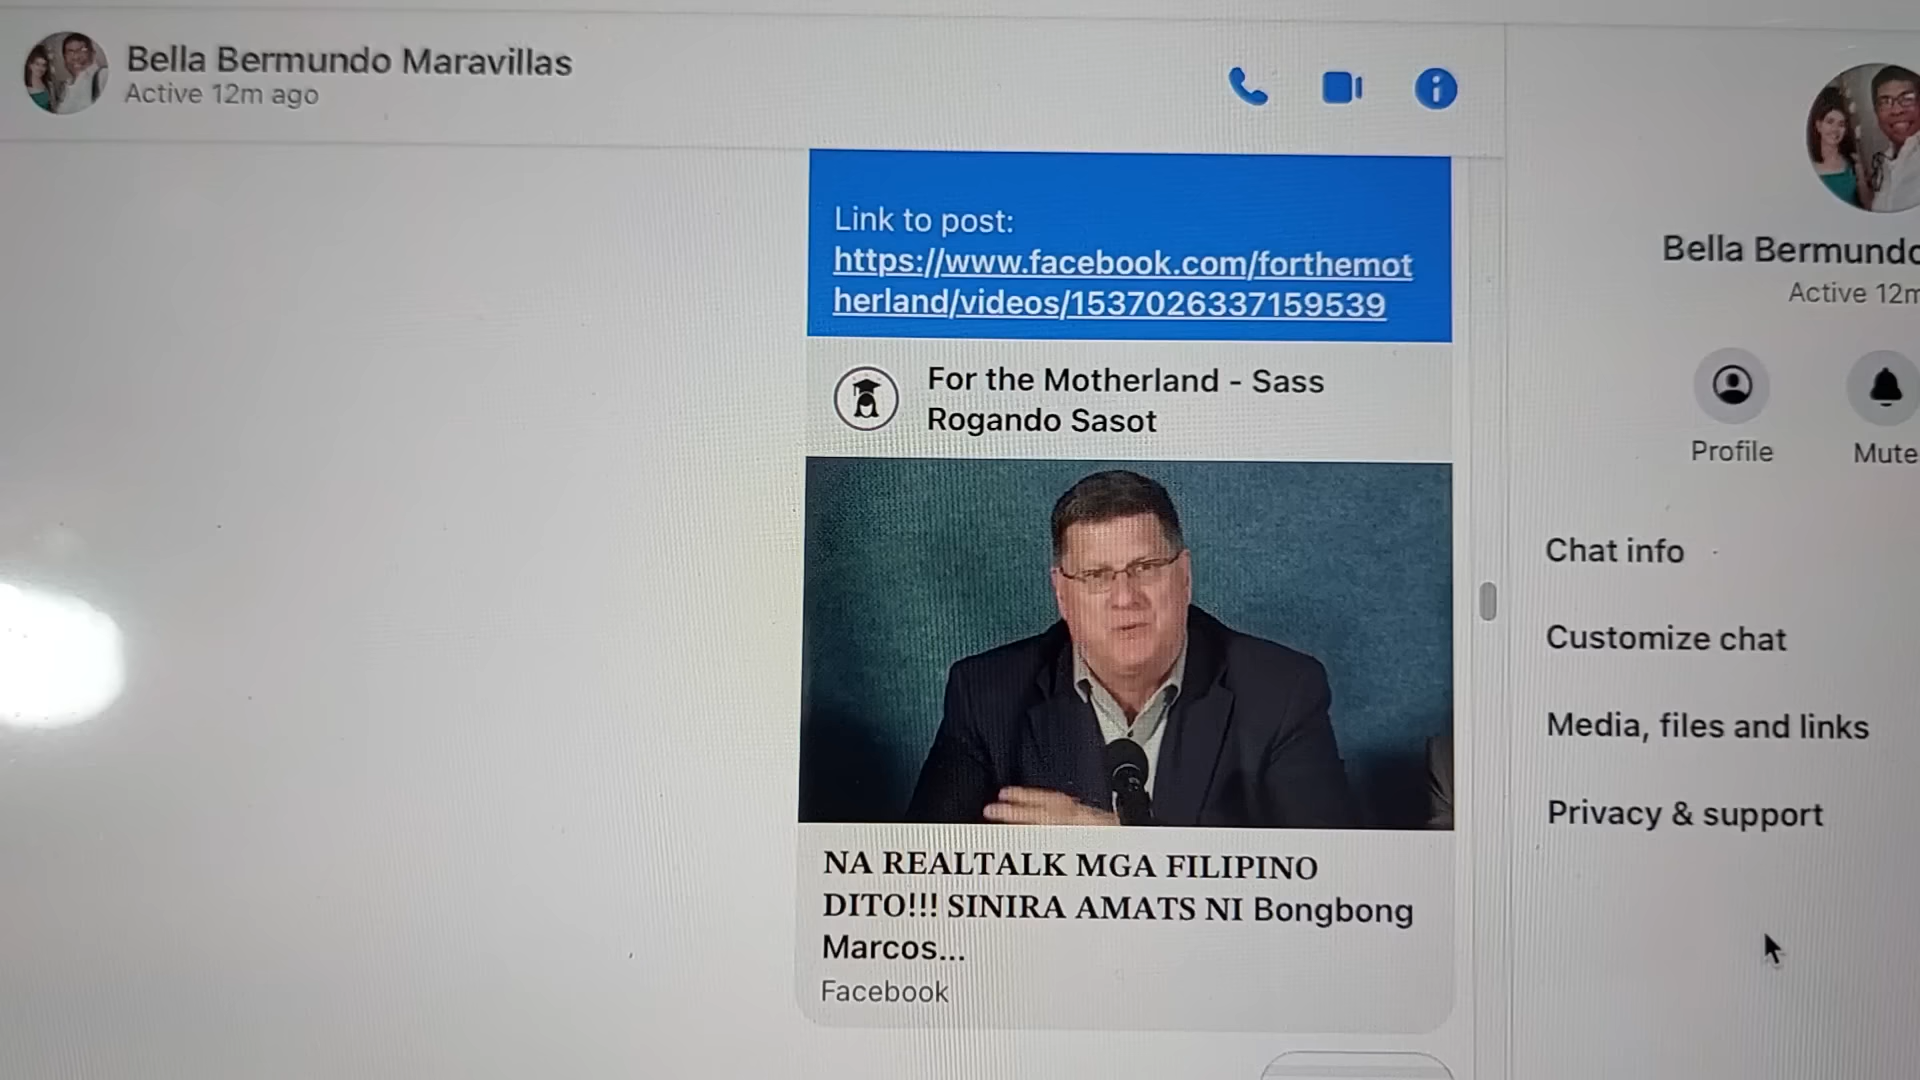 Bella Bermundo Maravillas
Active 12m ago
Link to post:
https://www.facebook.com/forthemot
herland/videos/1537026337159539
For the Motherland - Sass
Rogando Sasot
NA REALTALK MGA FILIPINO
DITO!!! SINIRA AMATS NI Bongbong
Marcos...
Facebook
Bella Bermundo
Active 12m
Profile
Mute
Chat info
Customize chat
Media, files and links
Privacy & support